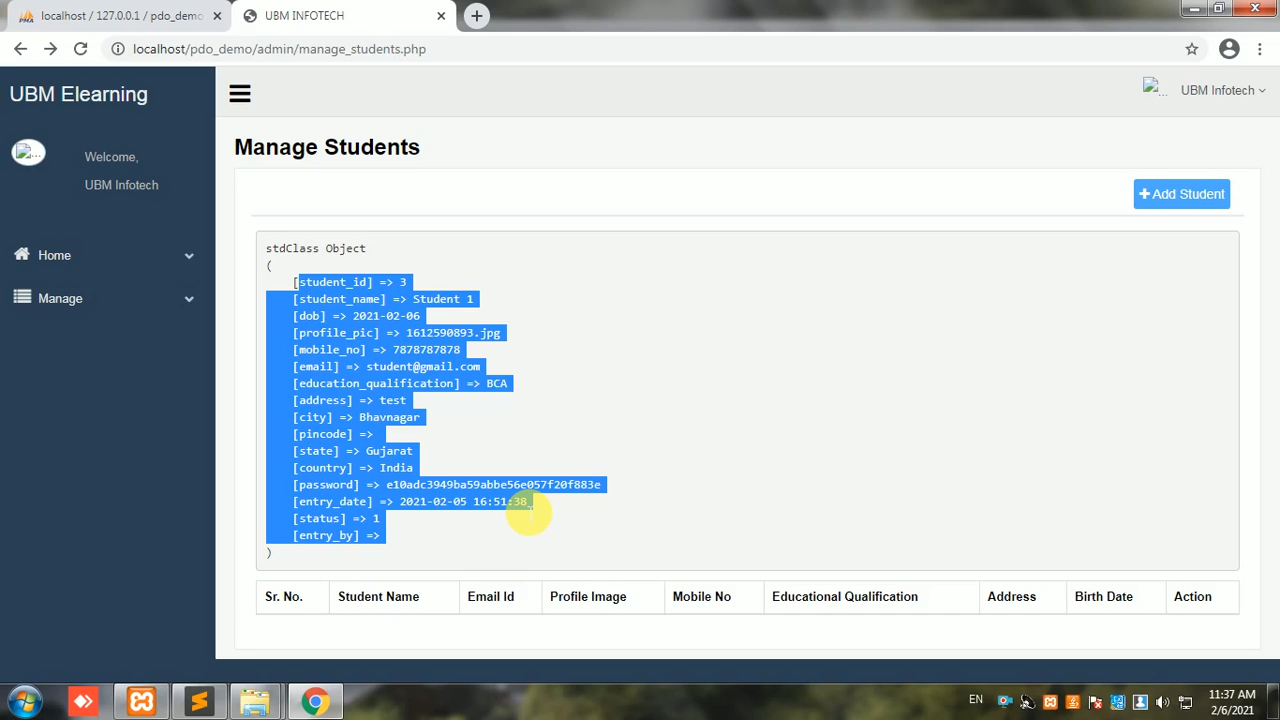 localhost / 127.0.0.1 / pdo_demo
UBM INFOTECH
localhost/pdo_demo/admin/manage_students.php
UBM Elearning
UBM Infotech
Welcome,
UBM Infotech
Home
Manage
Manage Students
+ Add Student
stdClass Object
(
[student_id] => 3
[student_name] => Student 1
[dob] => 2021-02-06
[profile_pic] => 1612590893.jpg
[mobile_no] => 7878787878
[email] => student@gmail.com
[education_qualification] => BCA
[address] => test
[city] => Bhavnagar
[pincode] =>
[state] => Gujarat
[country] => India
[password] => e10adc3949ba59abbe56e057f20f883e
[entry_date] => 2021-02-05 16:51:38
[status] => 1
[entry_by] =>
)
Sr. No. Student Name Email Id Profile Image Mobile No Educational Qualification Address Birth Date Action
EN
11:37 AM
2/6/2021